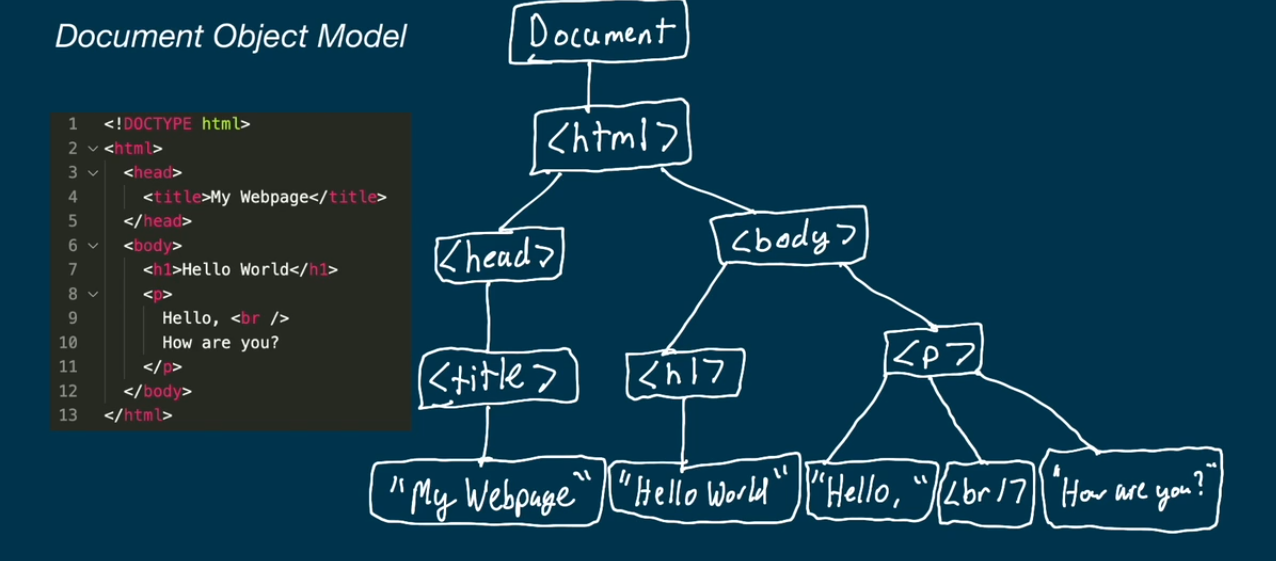 Document Object Model
1 <!DOCTYPE html>
2 <html>
3 <head>
4 <title>My Webpage</title>
5 </head>
6 <body>
7 <h1>Hello World</h1>
8 <p>
9 Hello, <br />
10 How are you?
11 </p>
12 </body>
13 </html>
Document
<html>
<head>
<body>
<title>
<h1>
<p>
"My Webpage"
"Hello World"
"Hello, "
<br/>
"How are you?"